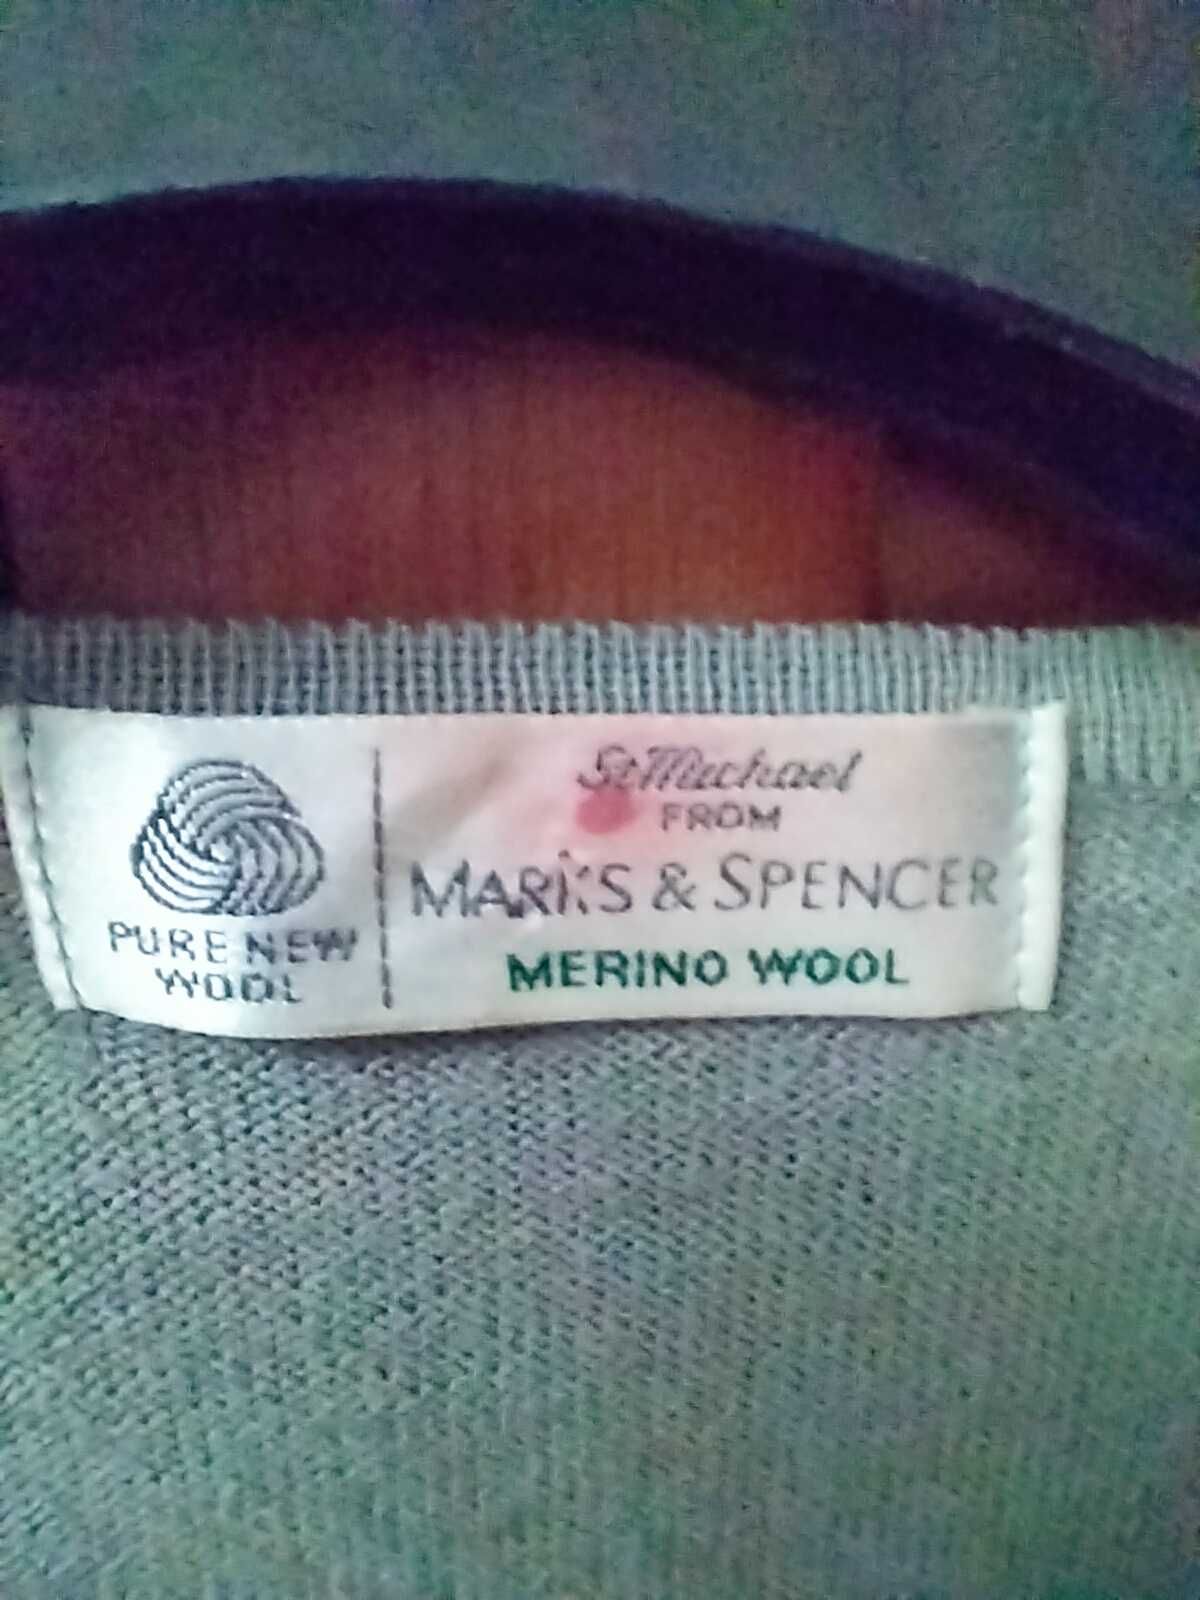 PURE NEW
WOOL
St Michael
FROM
MARKS & SPENCER
MERINO WOOL